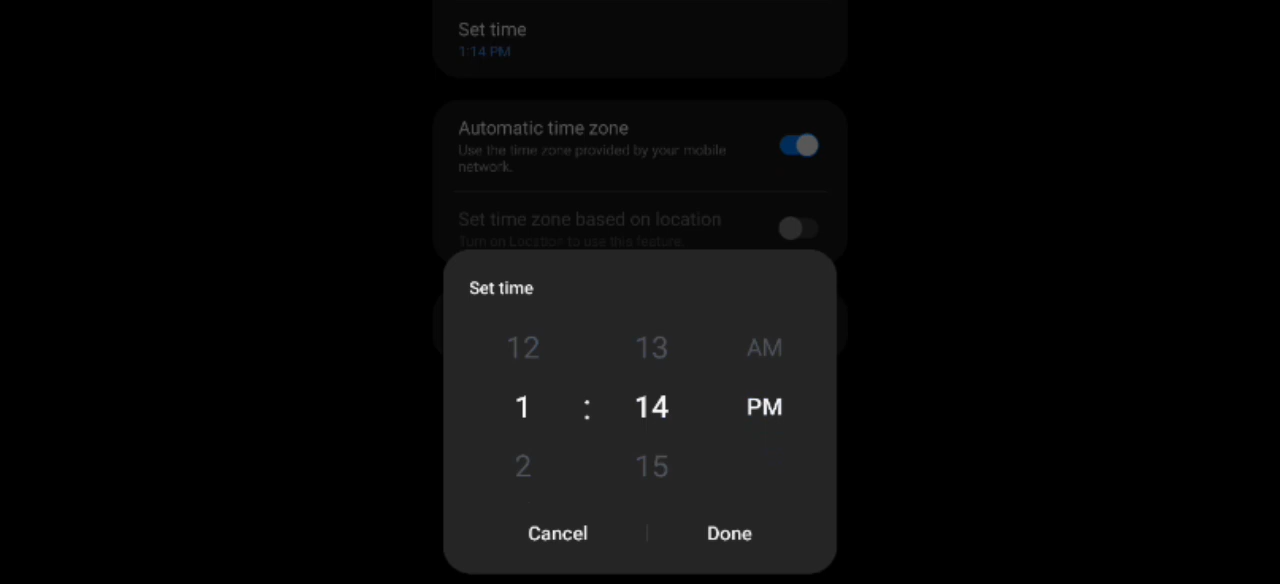 Set time
1:14 PM
Automatic time zone
Use the time zone provided by your mobile
network.
Set time zone based on location
Turn on Location to use this feature.
Set time
12 13 AM
1 : 14 PM
2 15
Cancel Done